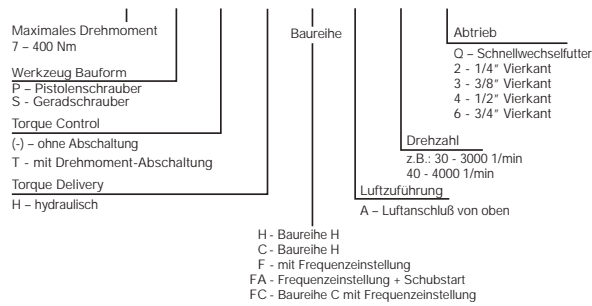 Maximales Drehmoment
7 – 400 Nm
Werkzeug Bauform
P – Pistolenschrauber
S - Geradschrauber
Torque Control
(-) – ohne Abschaltung
T - mit Drehmoment-Abschaltung
Torque Delivery
H – hydraulisch
Baureihe
H - Baureihe H
C - Baureihe H
F - mit Frequenzeinstellung
FA - Frequenzeinstellung + Schubstart
FC - Baureihe C mit Frequenzeinstellung
Abtrieb
Q – Schnellwechselfutter
2 - 1/4" Vierkant
3 - 3/8" Vierkant
4 - 1/2" Vierkant
6 - 3/4" Vierkant
Drehzahl
z.B.: 30 - 3000 1/min
40 - 4000 1/min
Luftzuführung
A – Luftanschluß von oben